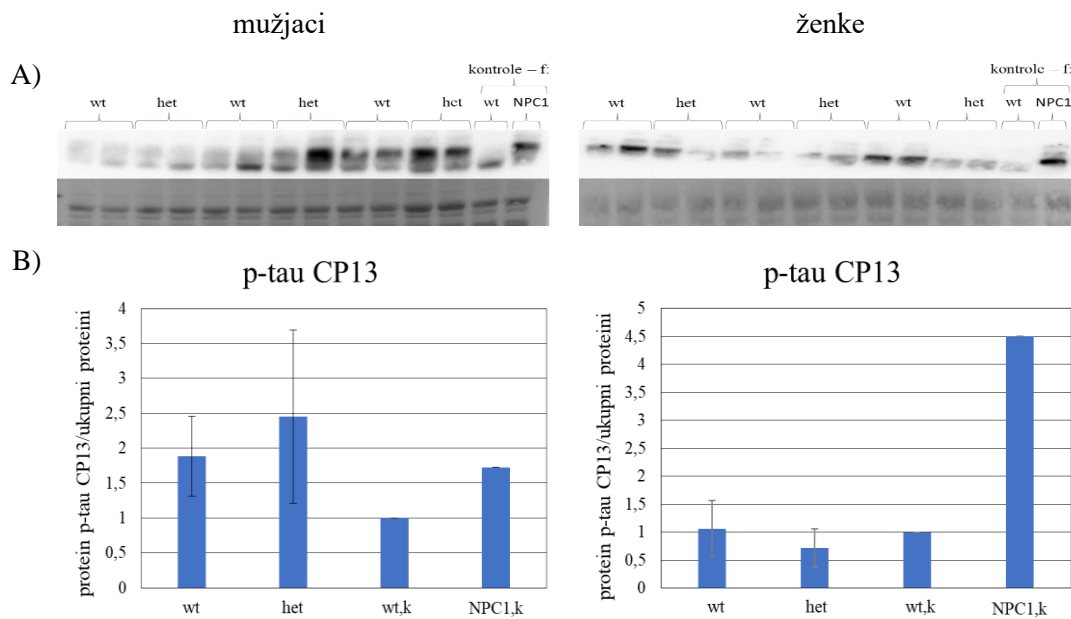 mužjaci
ženke
A)
kontrole – f:
wt het wt het wt het wt NPC1
kontrole – f:
wt het wt het wt het wt NPC1
B)
p-tau CP13
protein p-tau CP13/ukupni proteini
4
3,5
3
2,5
2
1,5
1
0,5
0
wt het wt,k NPC1,k
p-tau CP13
protein p-tau CP13/ukupni proteini
5
4,5
4
3,5
3
2,5
2
1,5
1
0,5
0
wt het wt,k NPC1,k